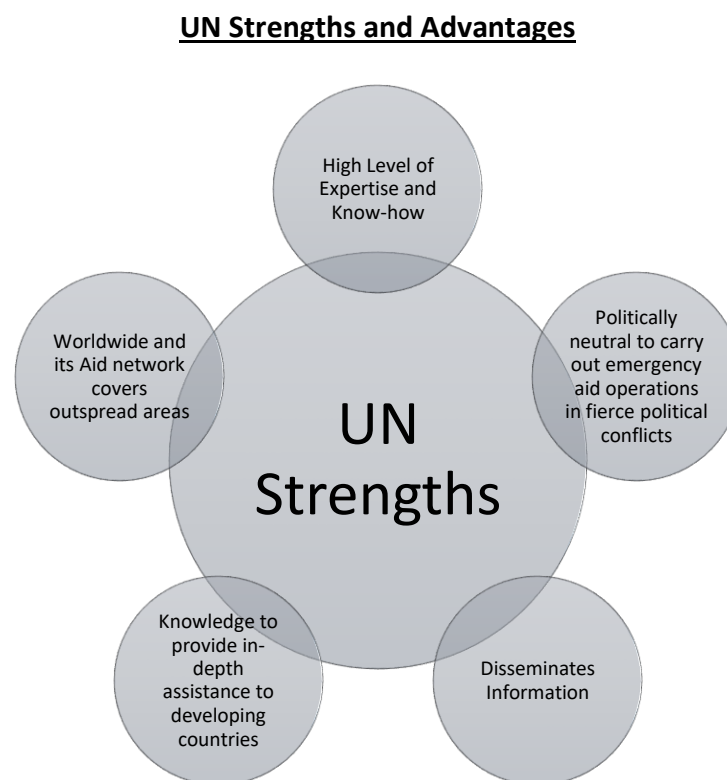 UN Strengths and Advantages
High Level of
Expertise and
Know-how
Politically
neutral to carry
out emergency
aid operations
in fierce political
conflicts
Disseminates
Information
Knowledge to
provide in-
depth
assistance to
developing
countries
Worldwide and
its Aid network
covers
outspread areas
UN
Strengths